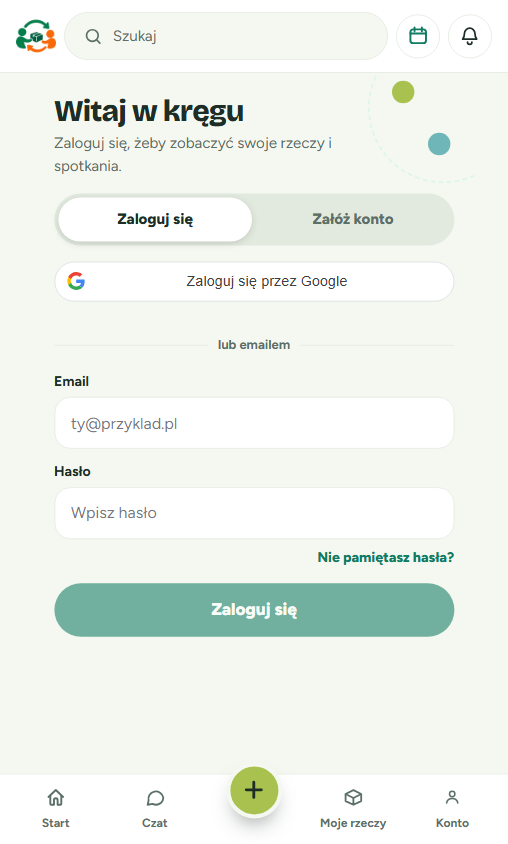 Szukaj
Witaj w kręgu
Zaloguj się, żeby zobaczyć swoje rzeczy i
spotkania.
Zaloguj się
Załóż konto
Zaloguj się przez Google
lub emailem
Email
ty@przyklad.pl
Hasło
Wpisz hasło
Nie pamiętasz hasła?
Zaloguj się
Start
Czat
Moje rzeczy
Konto